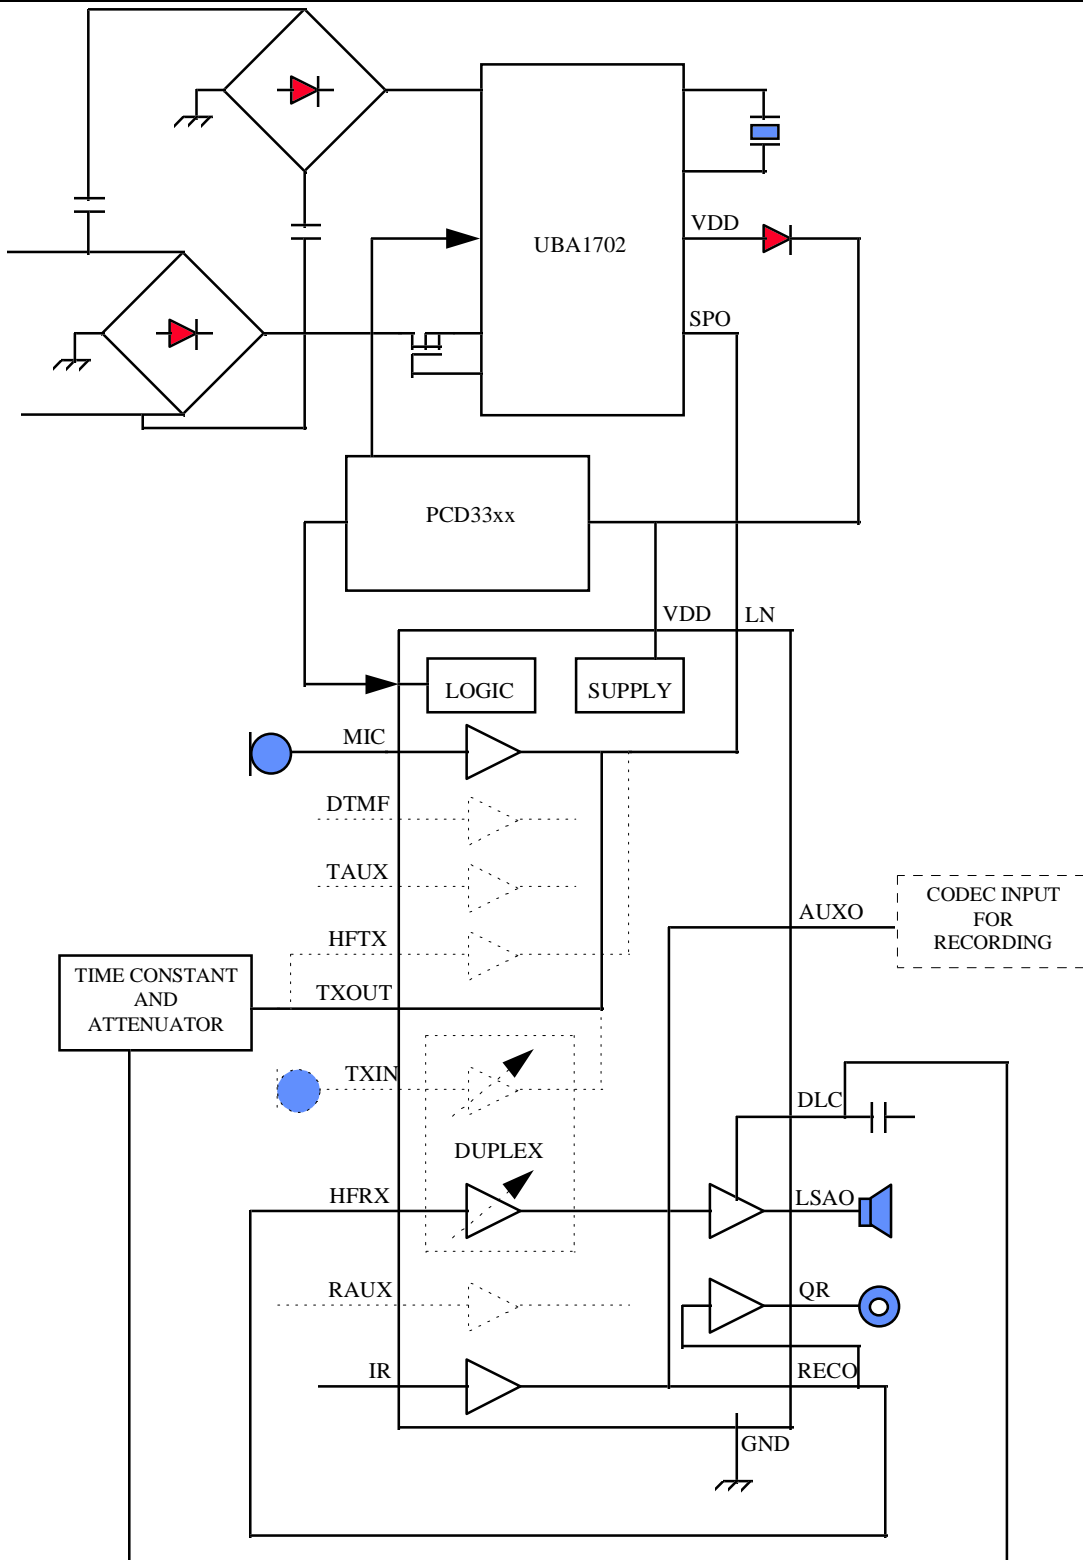 VDD
UBA1702
SPO
PCD33xx
VDD
LN
LOGIC
SUPPLY
MIC
DTMF
TAUX
CODEC INPUT
FOR
RECORDING
AUXO
HFTX
TIME CONSTANT
AND
ATTENUATOR
TXOUT
TXIN
DLC
DUPLEX
HFRX
LSAO
RAUX
QR
IR
RECO
GND